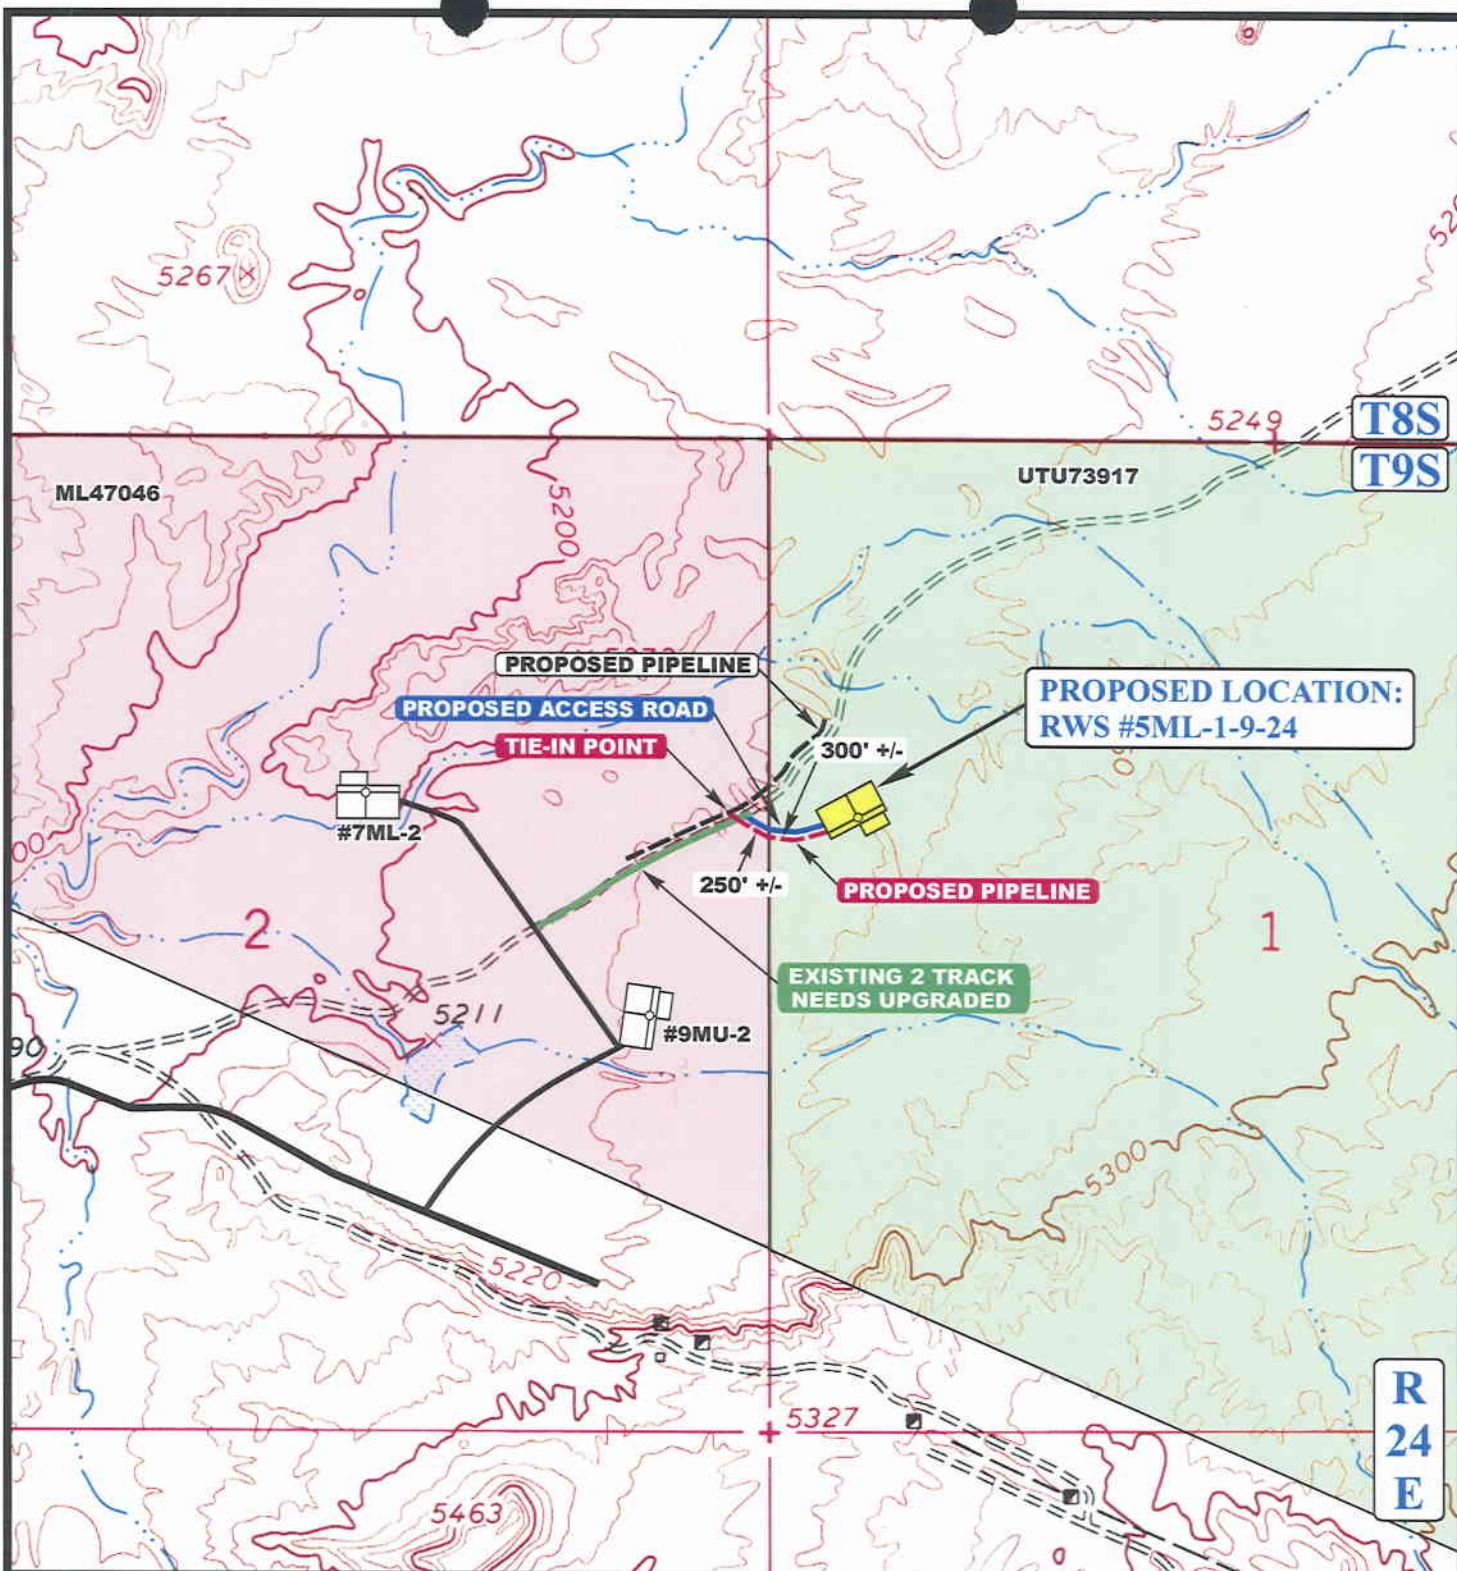 5267
520
5249
T8S
T9S
ML47046
UTU73917
5200
PROPOSED PIPELINE
PROPOSED ACCESS ROAD
TIE-IN POINT
PROPOSED LOCATION:
RWS #5ML-1-9-24
300' +/-
#7ML-2
00
250' +/-
PROPOSED PIPELINE
2
1
EXISTING 2 TRACK
NEEDS UPGRADED
5211
#9MU-2
90
5300
5220
5327
5463
R
24
E